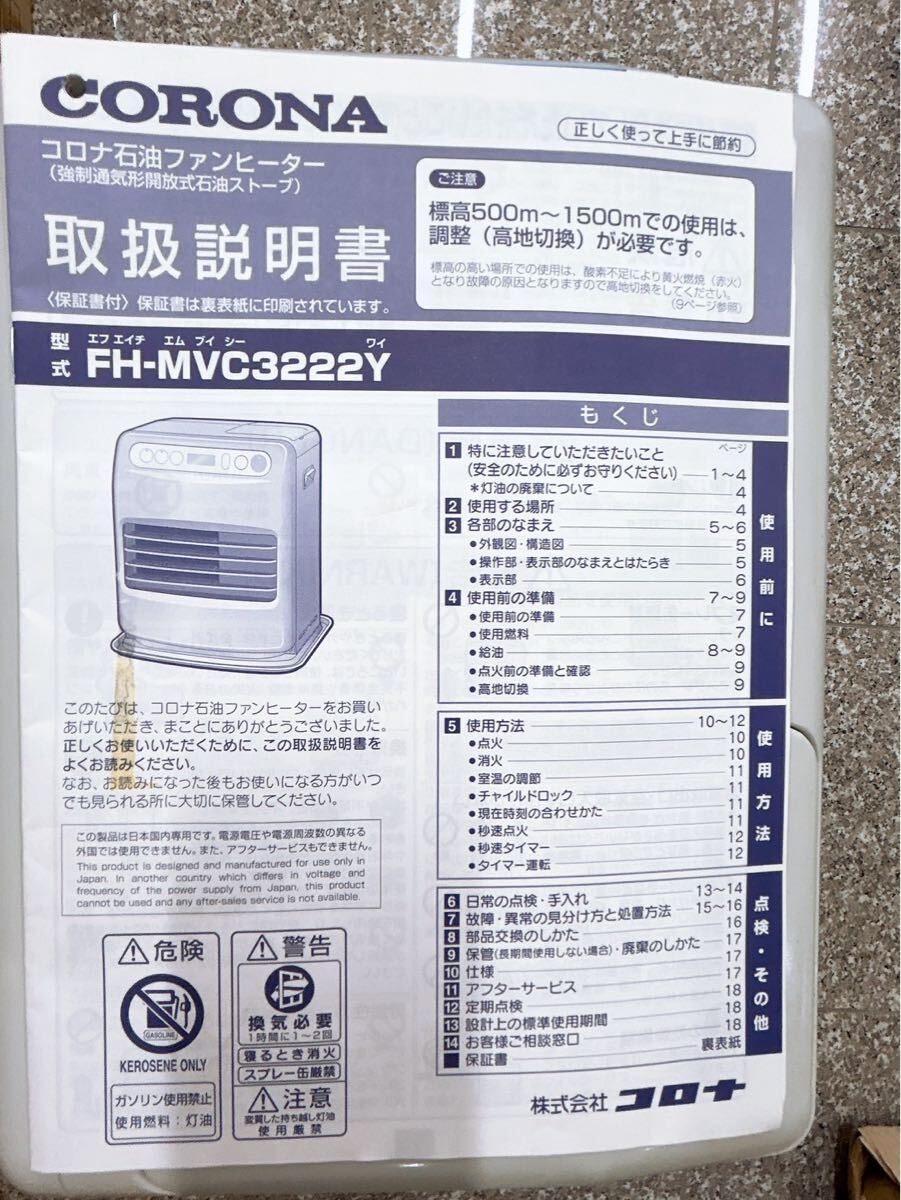 CORONA
正しく使って上手に節約
コロナ石油ファンヒーター
(強制通気形開放式石油ストーブ)
取扱説明書
〈保証書付〉保証書は裏表紙に印刷されています。
ご注意
標高500m〜1500mでの使用は、
調整（高地切換）が必要です。
標高の高い場所での使用は、酸素不足により黄火燃焼（赤火）
となり故障の原因となりますので高地切換をしてください。
(9ページ参照)
エフ エイチ エム ブイ シー ワイ
型式 FH-MVC3222Y
もくじ
ページ
1 特に注意していただきたいこと
(安全のために必ずお守りください) 1〜4
＊灯油の廃棄について 4
2 使用する場所 4
3 各部のなまえ 5〜6
●外観図・構造図 5
●操作部・表示部のなまえとはたらき 5
●表示部 6
4 使用前の準備 7〜9
●使用前の準備 7
●使用燃料 7
●給油 8〜9
●点火前の準備と確認 9
●高地切換 9
使用前に
5 使用方法 10〜12
●点火 10
●消火 10
●室温の調節 11
●チャイルドロック 11
●現在時刻の合わせかた 11
●秒速点火 11
●秒速タイマー 12
●タイマー運転 12
使用方法
6 日常の点検・手入れ 13〜14
7 故障・異常の見分け方と処置方法 15〜16
8 部品交換のしかた 16
9 保管(長期間使用しない場合)・廃棄のしかた 17
10 仕様 17
11 アフターサービス 17
12 定期点検 18
13 設計上の標準使用期間 18
14 お客様ご相談窓口 18
■ 保証書 裏表紙
点検・その他
このたびは、コロナ石油ファンヒーターをお買い
あげいただき、まことにありがとうございました。
正しくお使いいただくために、この取扱説明書を
よくお読みください。
なお、お読みになった後もお使いになる方がいつ
でも見られる所に大切に保管してください。
この製品は日本国内専用です。電源電圧や電源周波数の異なる
外国では使用できません。また、アフターサービスもできません。
This product is designed and manufactured for use only in
Japan. In another country which differs in voltage and
frequency of the power supply from Japan, this product
cannot be used and any after-sales service is not available.
危険
GASOLINE
KEROSENE ONLY
ガソリン使用禁止
使用燃料：灯油
警告
換気必要
1時間に1〜2回
寝るとき消火
スプレー缶厳禁
注意
変質した持ち越し灯油
使用厳禁
株式会社 コロナ